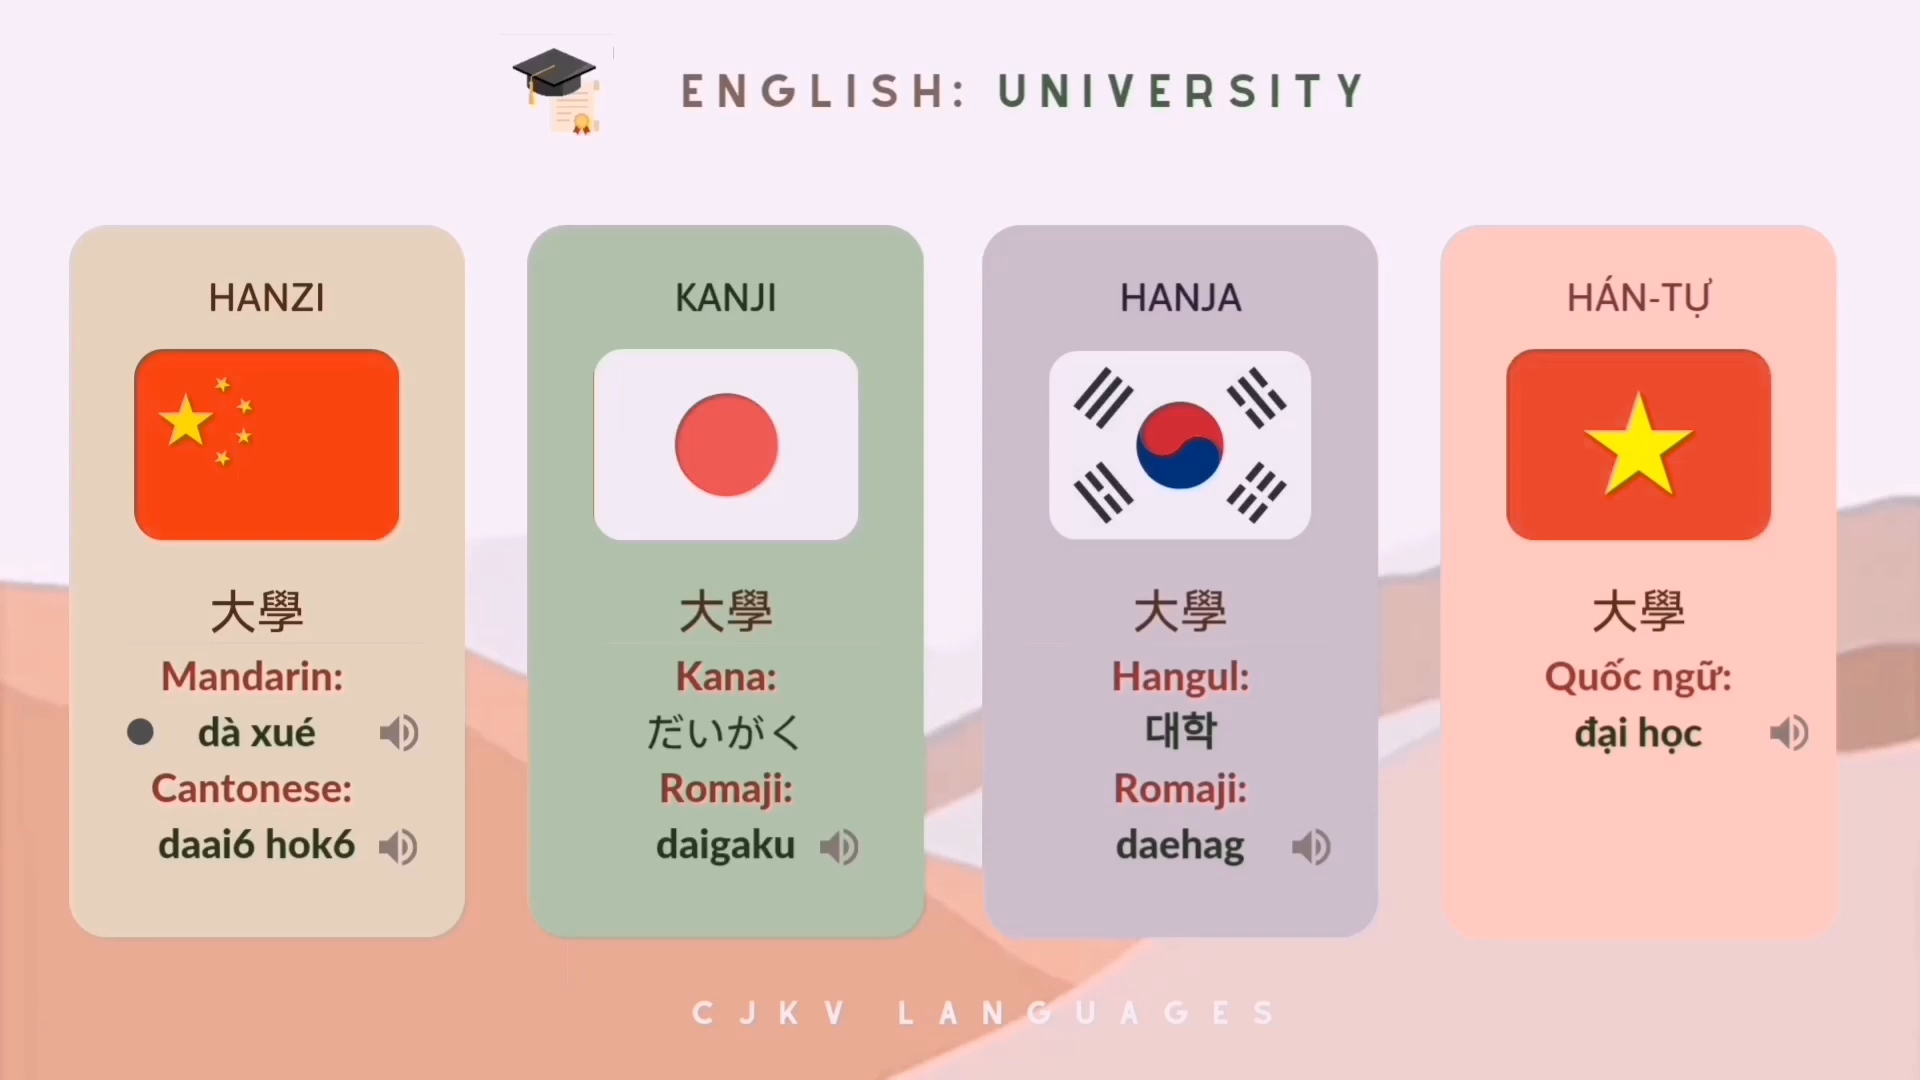 ENGLISH: UNIVERSITY
HANZI
大學
Mandarin:
dà xué
Cantonese:
daai6 hok6
KANJI
大學
Kana:
だいがく
Romaji:
daigaku
HANJA
大學
Hangul:
대학
Romaji:
daehag
HÁN-TỰ
大學
Quốc ngữ:
đại học
CJKV LANGUAGES